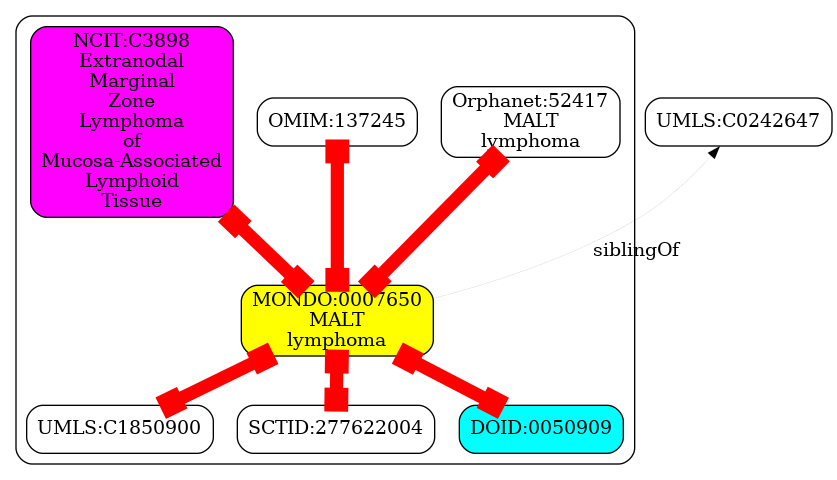 NCIT:C3898
Extranodal
Marginal
Zone
Lymphoma
of
Mucosa-Associated
Lymphoid
Tissue
OMIM:137245
Orphanet:52417
MALT
lymphoma
UMLS:C0242647
siblingOf
MONDO:0007650
MALT
lymphoma
UMLS:C1850900
SCTID:277622004
DOID:0050909